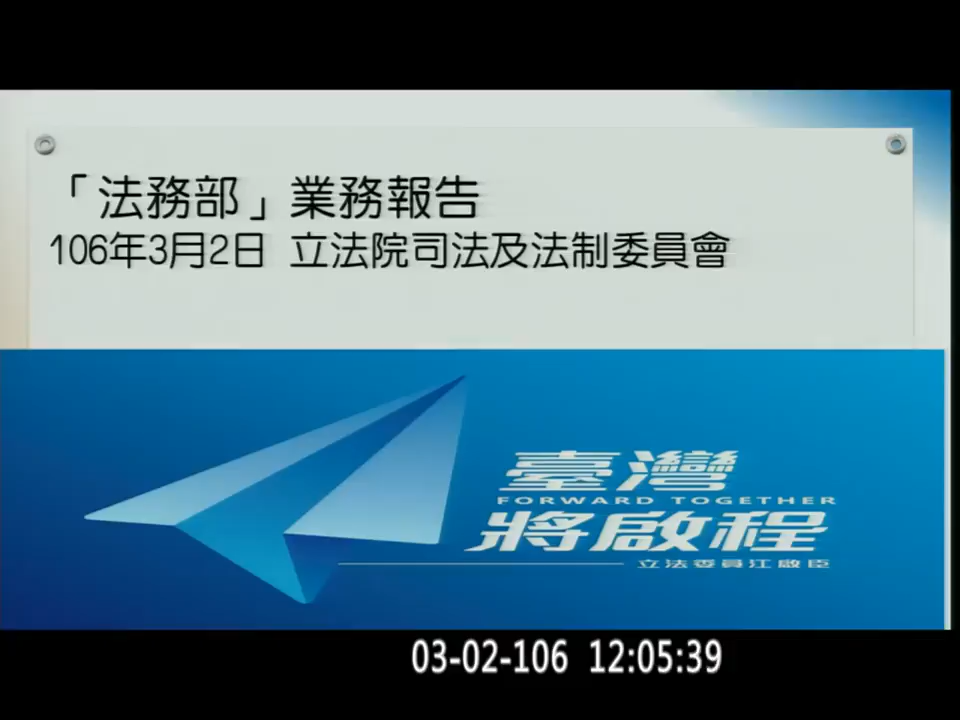 「法務部」業務報告
106年3月2日 立法院司法及法制委員會
臺灣
FORWARD TOGETHER
將啟程
立法委員江啟臣
03-02-106 12:05:39